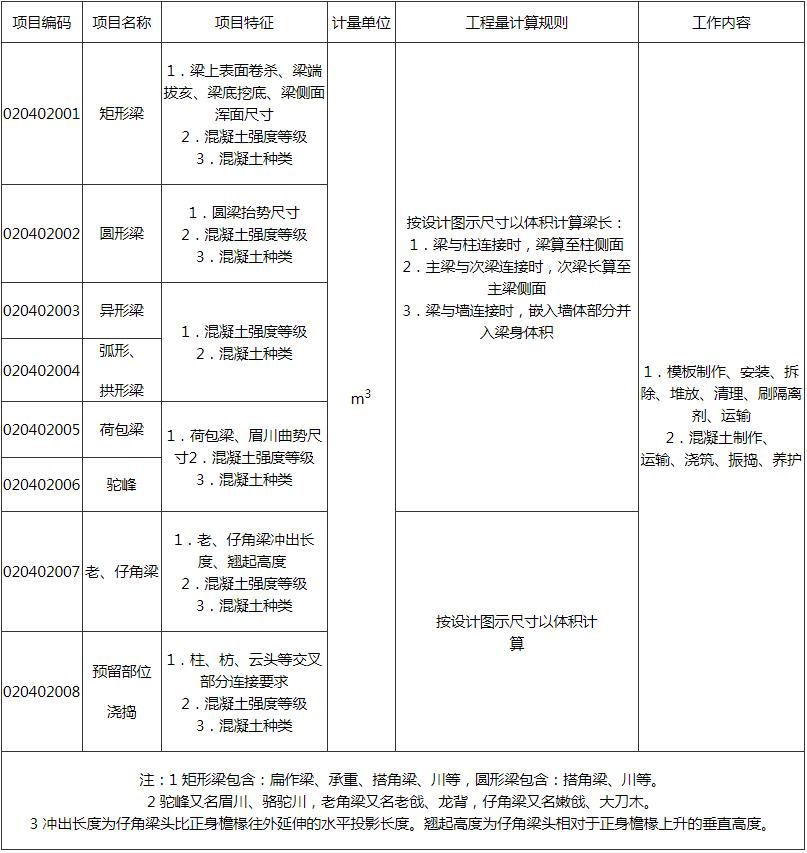 项目编码 项目名称 项目特征 计量单位 工程量计算规则 工作内容
020402001
矩形梁
1．梁上表面卷杀、梁端
拔亥、梁底挖底、梁侧面
浑面尺寸
2．混凝土强度等级
3．混凝土种类
020402002
圆形梁
1．圆梁抬势尺寸
2．混凝土强度等级
3．混凝土种类
020402003
异形梁
1．混凝土强度等级
2．混凝土种类
020402004
弧形、
拱形梁
020402005
荷包梁
1．荷包梁、眉川曲势尺
寸2．混凝土强度等级
3．混凝土种类
020402006
驼峰
020402007
老、仔角梁
1．老、仔角梁冲出长
度、翘起高度
2．混凝土强度等级
3．混凝土种类
020402008
预留部位
浇捣
1．柱、枋、云头等交叉
部分连接要求
2．混凝土强度等级
3．混凝土种类
m³
按设计图示尺寸以体积计算梁长：
1．梁与柱连接时，梁算至柱侧面
2．主梁与次梁连接时，次梁长算至
主梁侧面
3．梁与墙连接时，嵌入墙体部分并
入梁身体积
按设计图示尺寸以体积计
算
1．模板制作、安装、拆
除、堆放、清理、刷隔离
剂、运输
2．混凝土制作、
运输、浇筑、振捣、养护
注：1 矩形梁包含：扁作梁、承重、搭角梁、川等，圆形梁包含：搭角梁、川等。
2 驼峰又名眉川、骆驼川，老角梁又名老戗、龙背，仔角梁又名嫩戗、大刀木。
3 冲出长度为仔角梁头比正身檐椽往外延伸的水平投影长度。翘起高度为仔角梁头相对于正身檐椽上升的垂直高度。